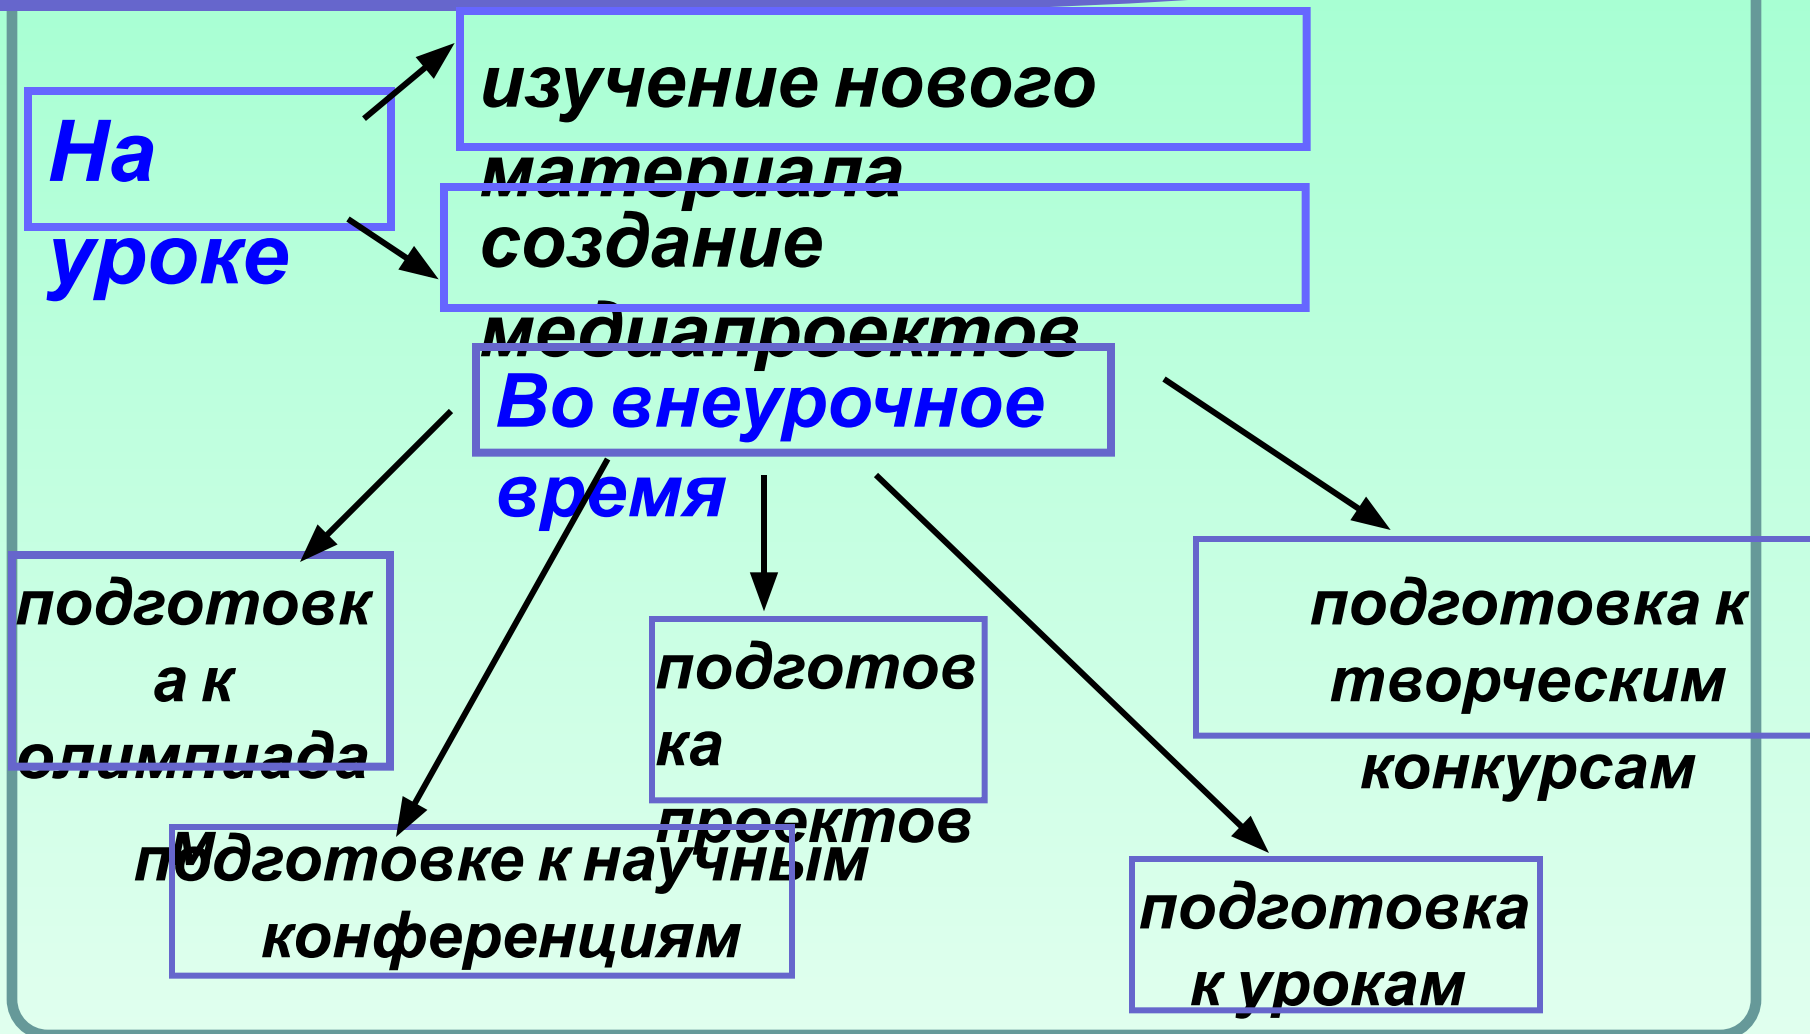 На
уроке
изучение нового
материала
создание
медиапроектов
Во внеурочное
время
подготовк
а к
олимпиада
м
подготовке к научным
конференциям
подготов
ка
проектов
подготовка
к урокам
подготовка к
творческим
конкурсам